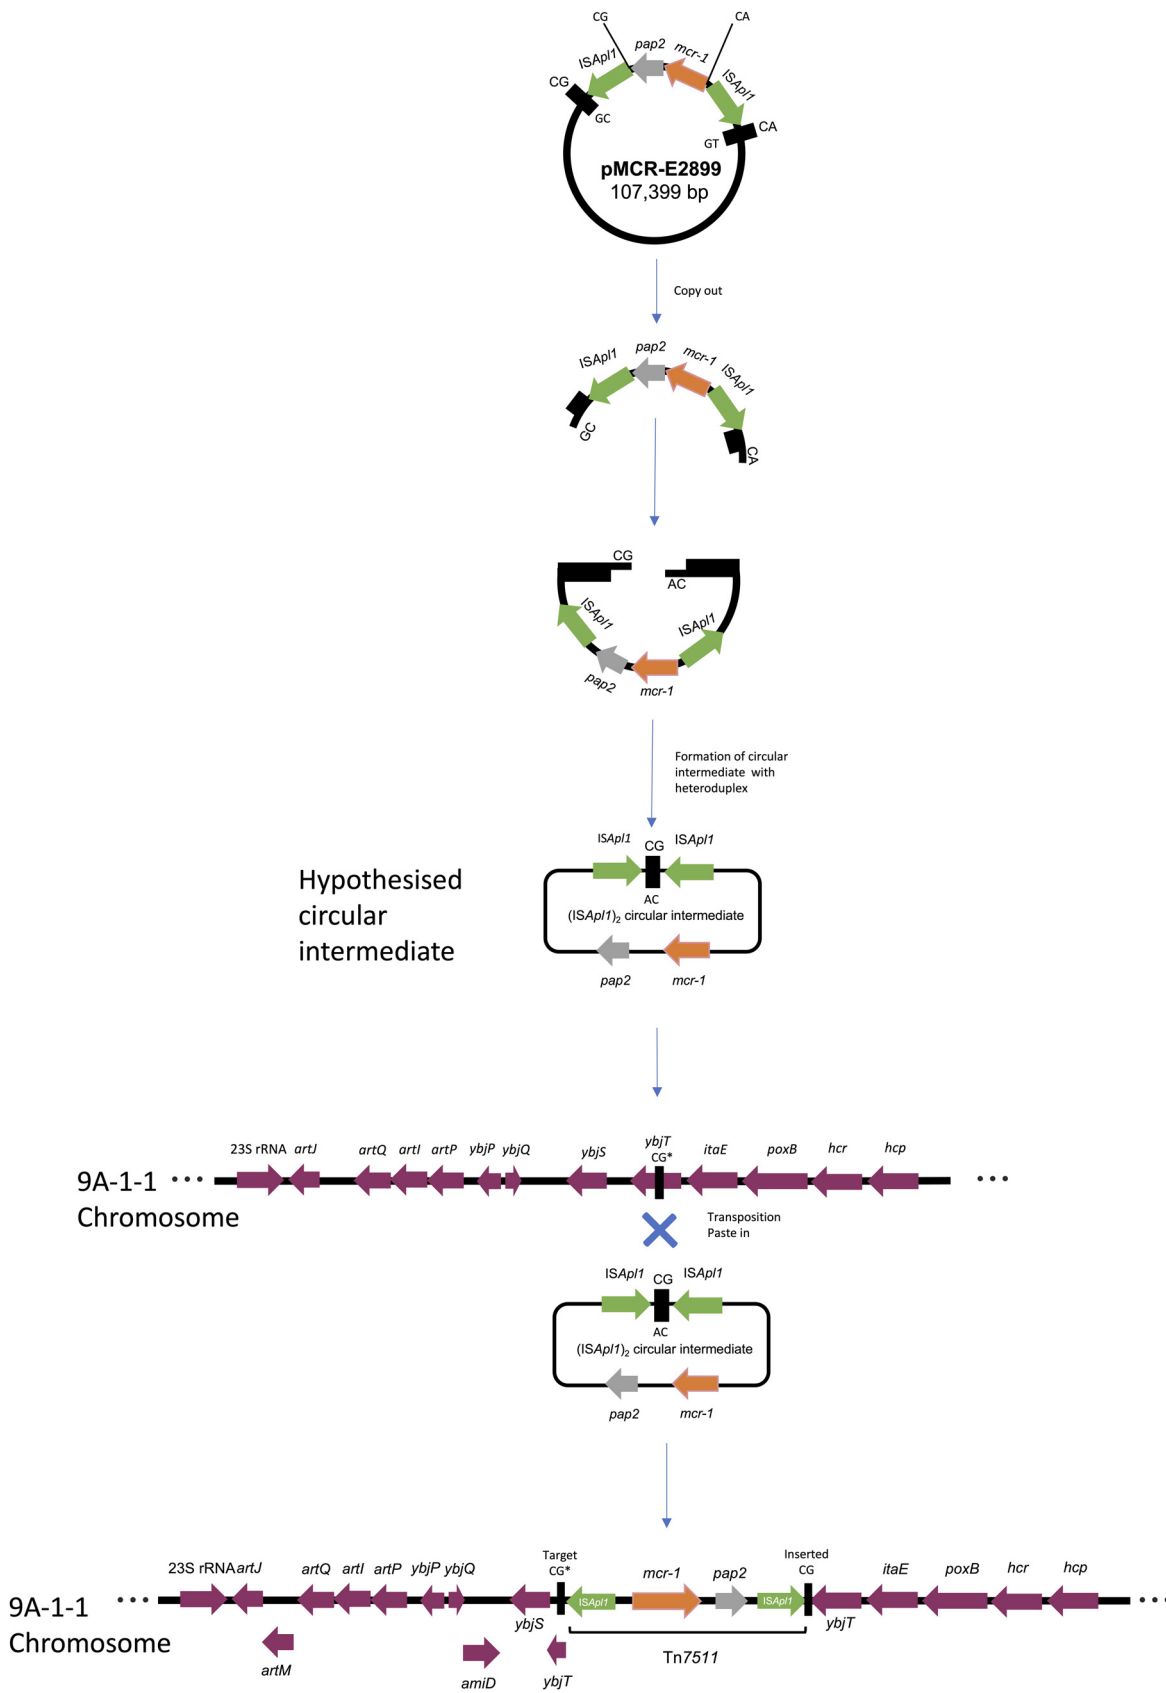 CG
CA
ISApl1
pap2
mcr-1
ISApl1
CG
GC
GT
CA
pMCR-E2899
107,399 bp
Copy out
ISApl1
pap2
mcr-1
ISApl1
GC
CA
CG
AC
ISApl1
ISApl1
pap2
mcr-1
Formation of circular
intermediate with
heteroduplex
Hypothesised
circular
intermediate
ISApl1
CG
ISApl1
AC
(ISApl1)2 circular intermediate
pap2
mcr-1
9A-1-1
Chromosome
23S rRNA
artJ
artQ
artI
artP
ybjP
ybjQ
ybjS
ybjT
CG*
itaE
poxB
hcr
hcp
Transposition
Paste in
ISApl1
CG
ISApl1
AC
(ISApl1)2 circular intermediate
pap2
mcr-1
9A-1-1
Chromosome
23S rRNA
artJ
artQ
artI
artP
ybjP
ybjQ
Target
CG*
mcr-1
pap2
Inserted
CG
itaE
poxB
hcr
hcp
ISApl1
ISApl1
ybjS
ybjT
artM
amiD
ybjT
Tn7511